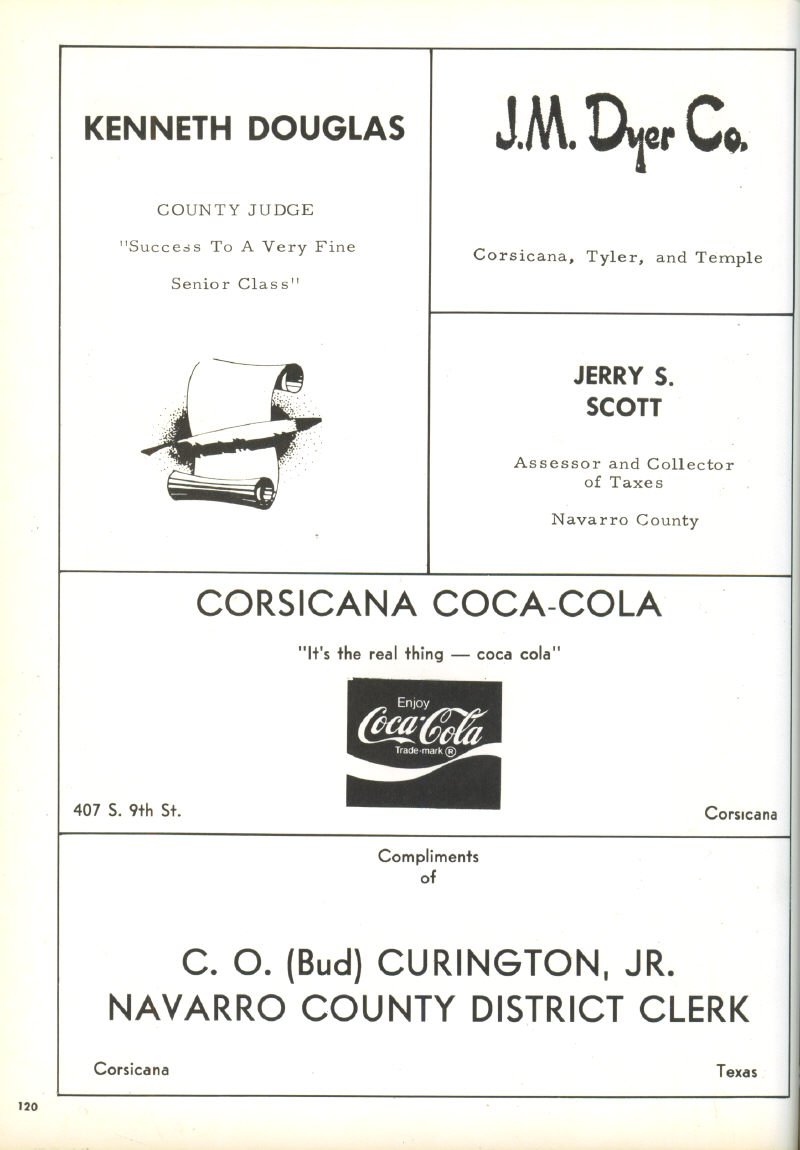 KENNETH DOUGLAS
COUNTY JUDGE
"Success To A Very Fine
Senior Class"
J.M. Dyer Co.
Corsicana, Tyler, and Temple
JERRY S.
SCOTT
Assessor and Collector
of Taxes
Navarro County
CORSICANA COCA-COLA
"It's the real thing — coca cola"
Enjoy
Coca-Cola
Trade-mark ®
407 S. 9th St.
Corsicana
Compliments
of
C. O. (Bud) CURINGTON, JR.
NAVARRO COUNTY DISTRICT CLERK
Corsicana
Texas
120